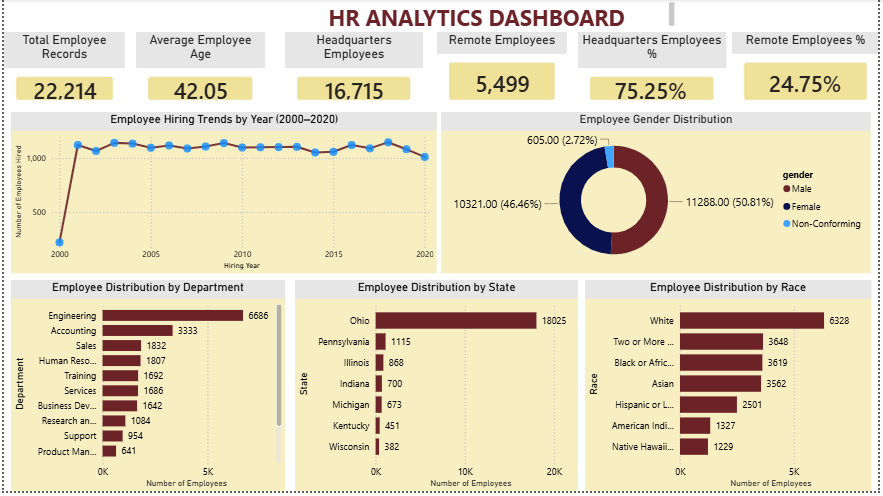 HR ANALYTICS DASHBOARD
Total Employee
Records
22,214
Average Employee
Age
42.05
Headquarters
Employees
16,715
Remote Employees
5,499
Headquarters Employees
%
75.25%
Remote Employees %
24.75%
Employee Hiring Trends by Year (2000–2020)
Number of Employees Hired
1,000
500
2000
2005
2010
2015
2020
Hiring Year
Employee Gender Distribution
605.00 (2.72%)
10321.00 (46.46%)
11288.00 (50.81%)
gender
Male
Female
Non-Conforming
Employee Distribution by Department
Department
Engineering 6686
Accounting 3333
Sales 1832
Human Reso... 1807
Training 1692
Services 1686
Business Dev... 1642
Research an... 1084
Support 954
Product Man... 641
0K 5K
Number of Employees
Employee Distribution by State
State
Ohio 18025
Pennsylvania 1115
Illinois 868
Indiana 700
Michigan 673
Kentucky 451
Wisconsin 382
0K 10K 20K
Number of Employees
Employee Distribution by Race
Race
White 6328
Two or More ... 3648
Black or Afric... 3619
Asian 3562
Hispanic or L... 2501
American Indi... 1327
Native Hawaii... 1229
0K 5K
Number of Employees